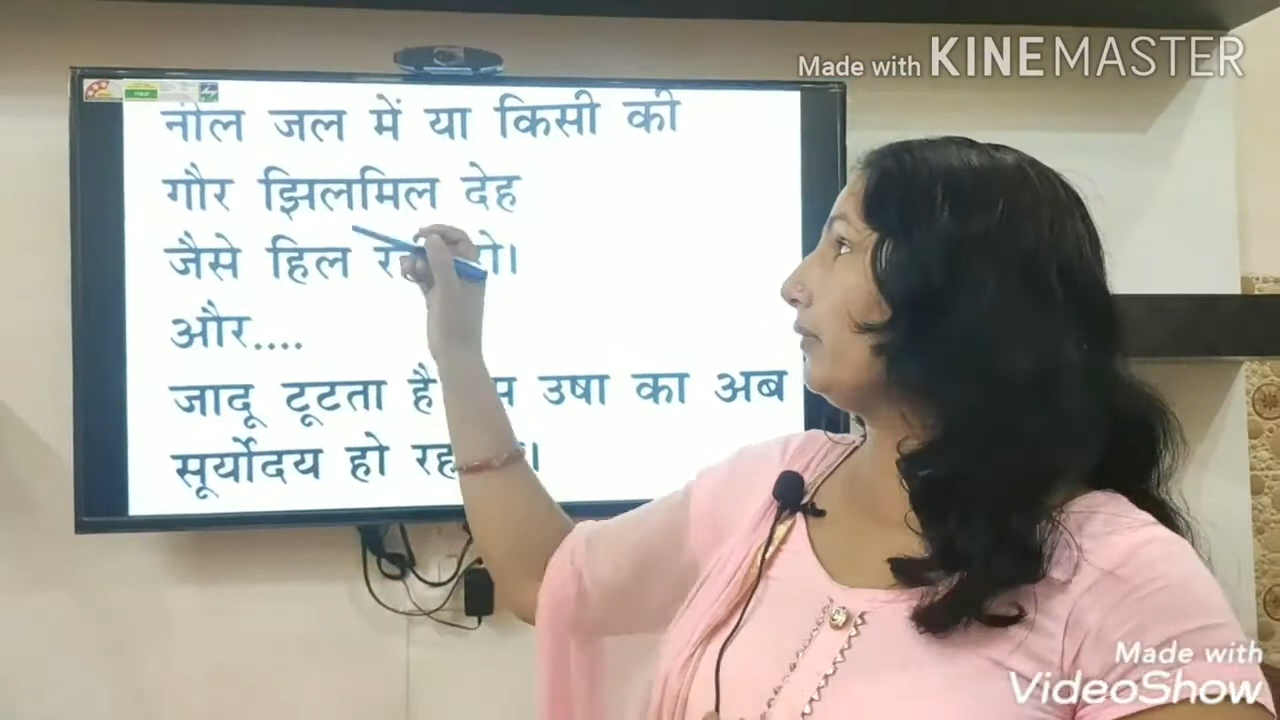 Made with KINEMASTER
नील जल में या किसी की
गौर झिलमिल देह
जैसे हिल
और....
जादू टूटता है उषा का अब
सूर्योदय हो
Made with
VideoShow